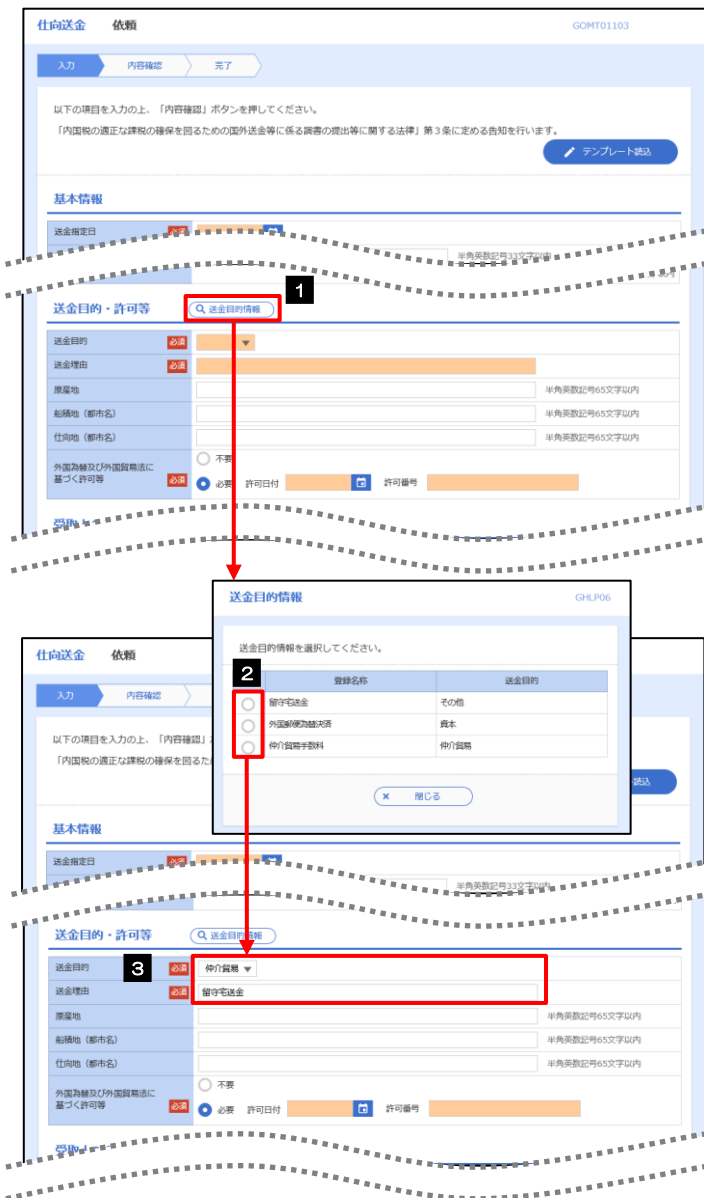 仕向送金 依頼 GOMT01103
入力 内容確認 完了
以下の項目を入力の上、「内容確認」ボタンを押してください。
「内国税の適正な課税の確保を図るための国外送金等に係る調書の提出等に関する法律」第3条に定める告知を行います。
テンプレート読込
基本情報
送金指定日 必須
半角英数記号33文字以内
1
送金目的・許可等 送金目的情報
送金目的 必須
送金理由 必須
原産地 半角英数記号65文字以内
船積地（都市名） 半角英数記号65文字以内
仕向地（都市名） 半角英数記号65文字以内
外国為替及び外国貿易法に
基づく許可等 必須
不要
必要 許可日付 許可番号
送金目的情報 GHLP06
送金目的情報を選択してください。
2
登録名称 送金目的
留守宅送金 その他
外国郵便為替決済 資本
仲介貿易手数料 仲介貿易
× 閉じる
仕向送金 依頼
入力 内容確認
以下の項目を入力の上、「内容確認」
「内国税の適正な課税の確保を図るた
読込
基本情報
送金指定日 必須
半角英数記号33文字以内
送金目的・許可等 送金目的情報
3
送金目的 必須 仲介貿易
送金理由 必須 留守宅送金
原産地 半角英数記号65文字以内
船積地（都市名） 半角英数記号65文字以内
仕向地（都市名） 半角英数記号65文字以内
外国為替及び外国貿易法に
基づく許可等 必須
不要
必要 許可日付 許可番号